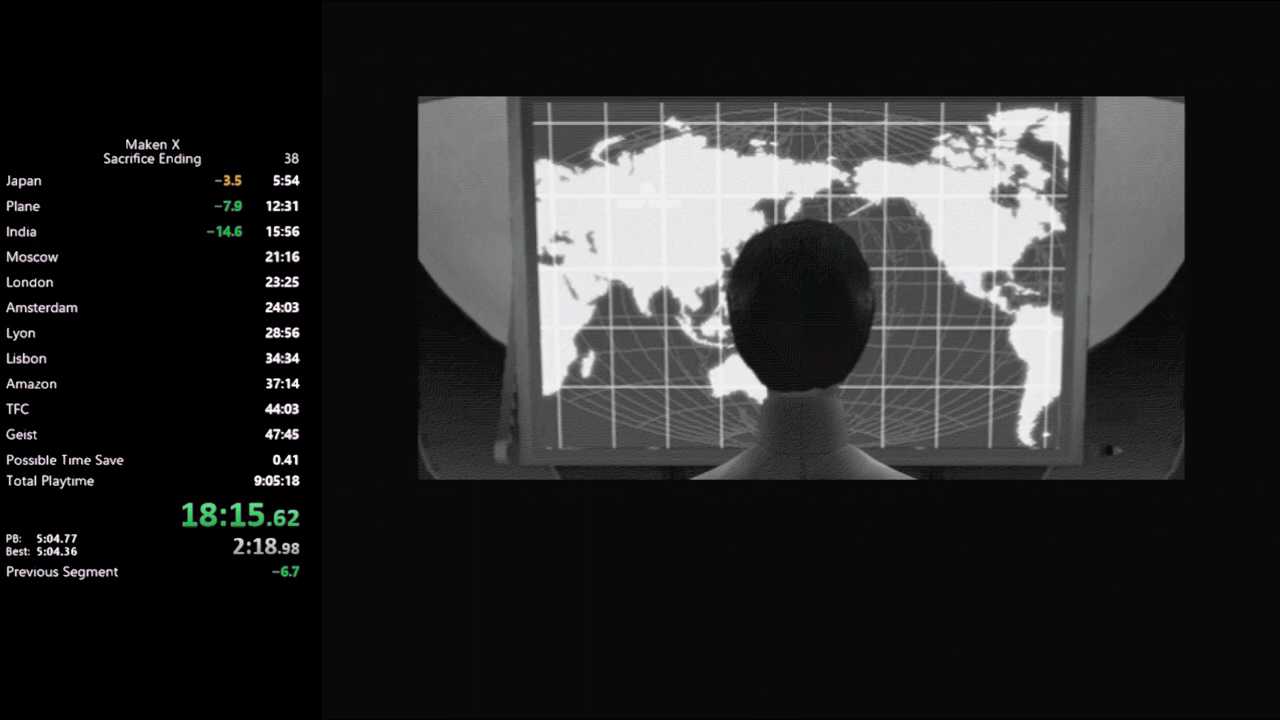 Maken X
Sacrifice Ending 38
Japan −3.5 5:54
Plane −7.9 12:31
India −14.6 15:56
Moscow 21:16
London 23:25
Amsterdam 24:03
Lyon 28:56
Lisbon 34:34
Amazon 37:14
TFC 44:03
Geist 47:45
Possible Time Save 0.41
Total Playtime 9:05:18
18:15.62
PB: 5:04.77
Best: 5:04.36
2:18.98
Previous Segment −6.7